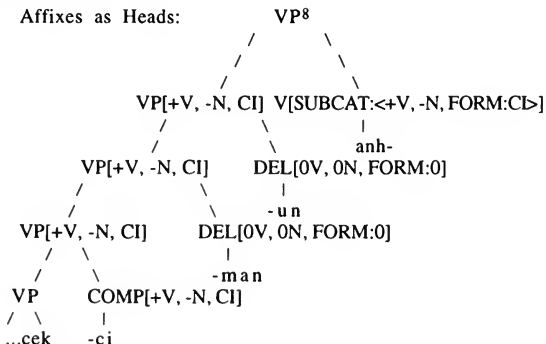 Affixes as Heads: VP8
VP[+V, -N, CI] V[SUBCAT:<+V, -N, FORM:CI>]
anh-
VP[+V, -N, CI] DEL[0V, 0N, FORM:0]
-un
VP[+V, -N, CI] DEL[0V, 0N, FORM:0]
-man
VP COMP[+V, -N, CI]
...cek -ci